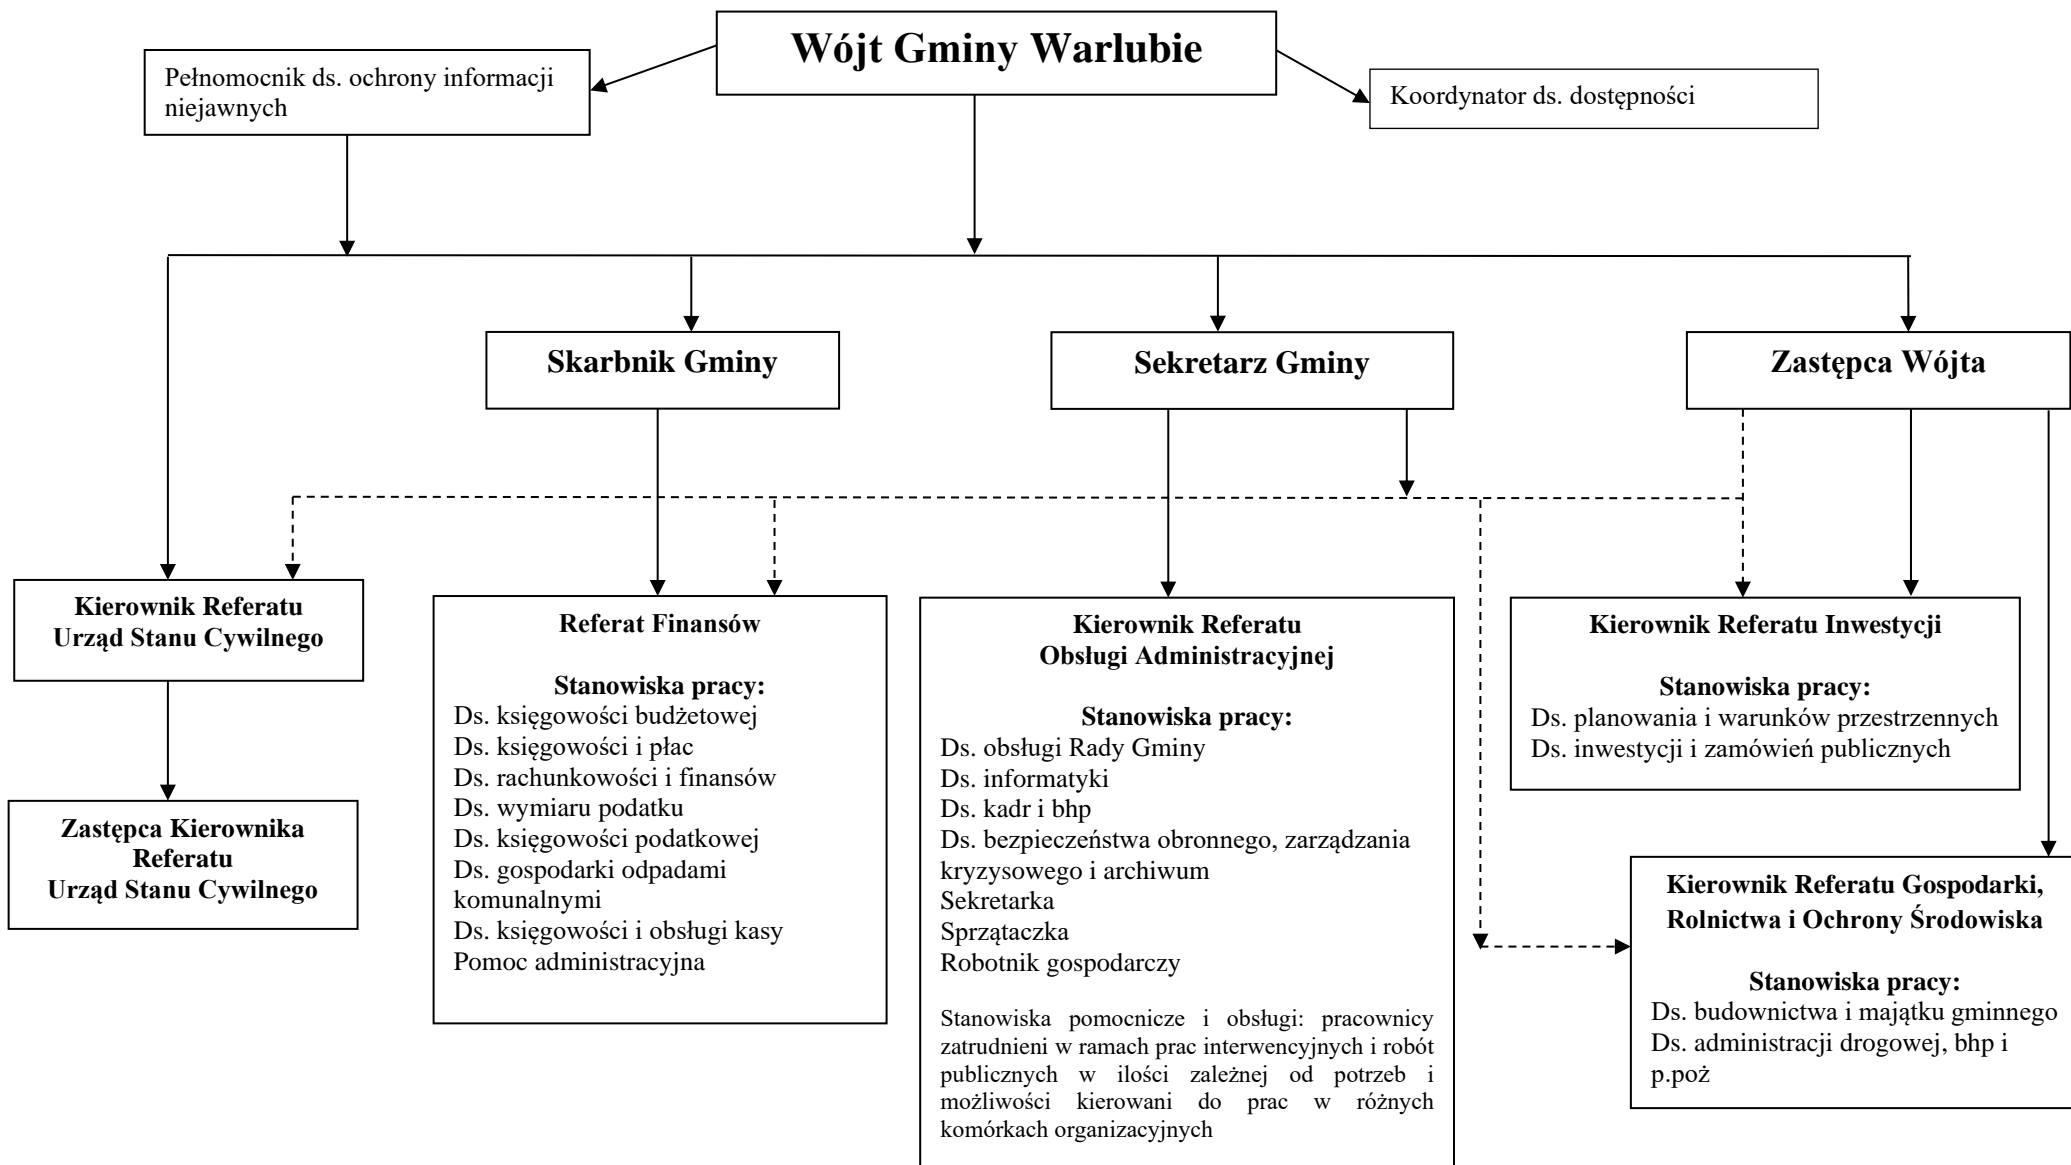 Wójt Gminy Warlubie
Pełnomocnik ds. ochrony informacji
niejawnych
Koordynator ds. dostępności
Skarbnik Gminy
Sekretarz Gminy
Zastępca Wójta
Kierownik Referatu
Urząd Stanu Cywilnego
Zastępca Kierownika
Referatu
Urząd Stanu Cywilnego
Referat Finansów
Stanowiska pracy:
Ds. księgowości budżetowej
Ds. księgowości i płac
Ds. rachunkowości i finansów
Ds. wymiaru podatku
Ds. księgowości podatkowej
Ds. gospodarki odpadami
komunalnymi
Ds. księgowości i obsługi kasy
Pomoc administracyjna
Kierownik Referatu
Obsługi Administracyjnej
Stanowiska pracy:
Ds. obsługi Rady Gminy
Ds. informatyki
Ds. kadr i bhp
Ds. bezpieczeństwa obronnego, zarządzania
kryzysowego i archiwum
Sekretarka
Sprzątaczka
Robotnik gospodarczy
Stanowiska pomocnicze i obsługi: pracownicy
zatrudnieni w ramach prac interwencyjnych i robót
publicznych w ilości zależnej od potrzeb i
możliwości kierowani do prac w różnych
komórkach organizacyjnych
Kierownik Referatu Inwestycji
Stanowiska pracy:
Ds. planowania i warunków przestrzennych
Ds. inwestycji i zamówień publicznych
Kierownik Referatu Gospodarki,
Rolnictwa i Ochrony Środowiska
Stanowiska pracy:
Ds. budownictwa i majątku gminnego
Ds. administracji drogowej, bhp i
p.poż